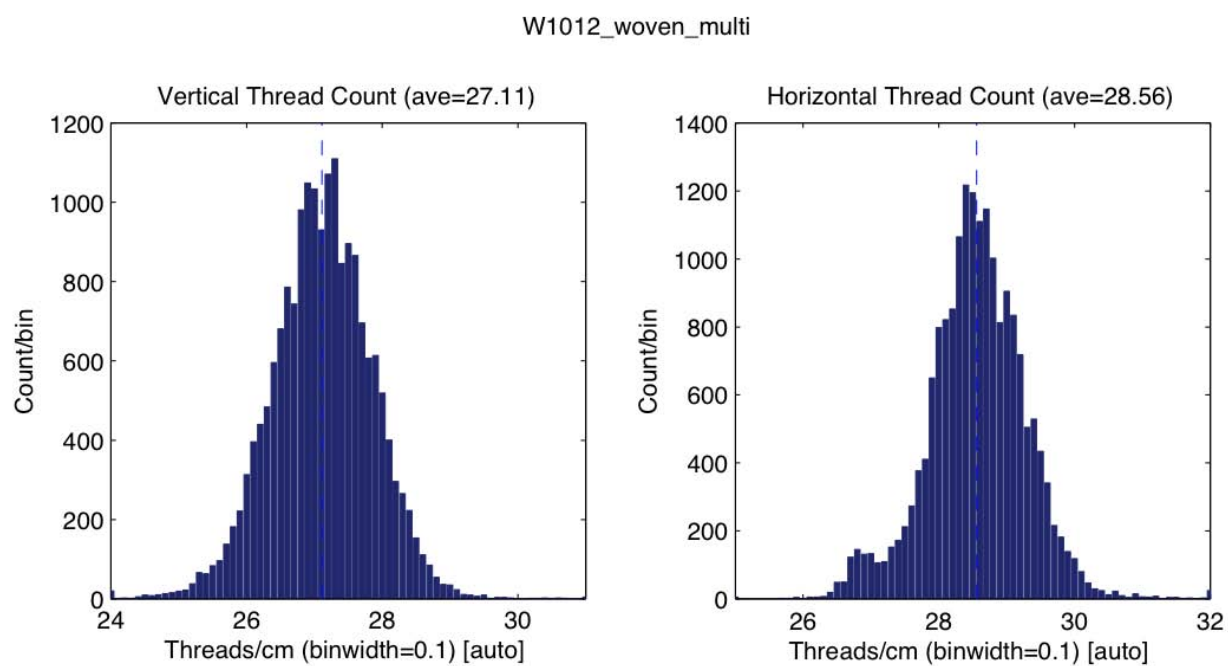 W1012_woven_multi
Vertical Thread Count (ave=27.11)
1200
1000
800
600
400
200
0
Count/bin
24 26 28 30
Threads/cm (binwidth=0.1) [auto]
Horizontal Thread Count (ave=28.56)
1400
1200
1000
800
600
400
200
0
Count/bin
26 28 30 32
Threads/cm (binwidth=0.1) [auto]